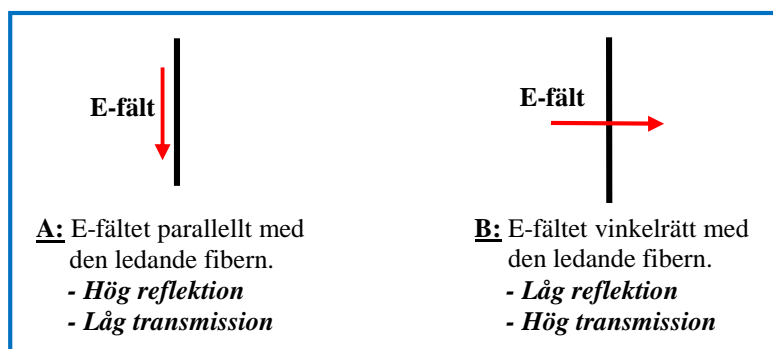 E-fält
A: E-fältet parallellt med
den ledande fibern.
- Hög reflektion
- Låg transmission
E-fält
B: E-fältet vinkelrätt med
den ledande fibern.
- Låg reflektion
- Hög transmission